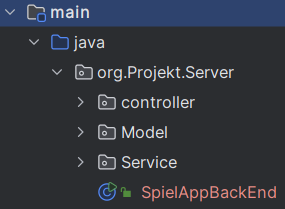 main
java
org.Projekt.Server
controller
Model
Service
SpielAppBackEnd